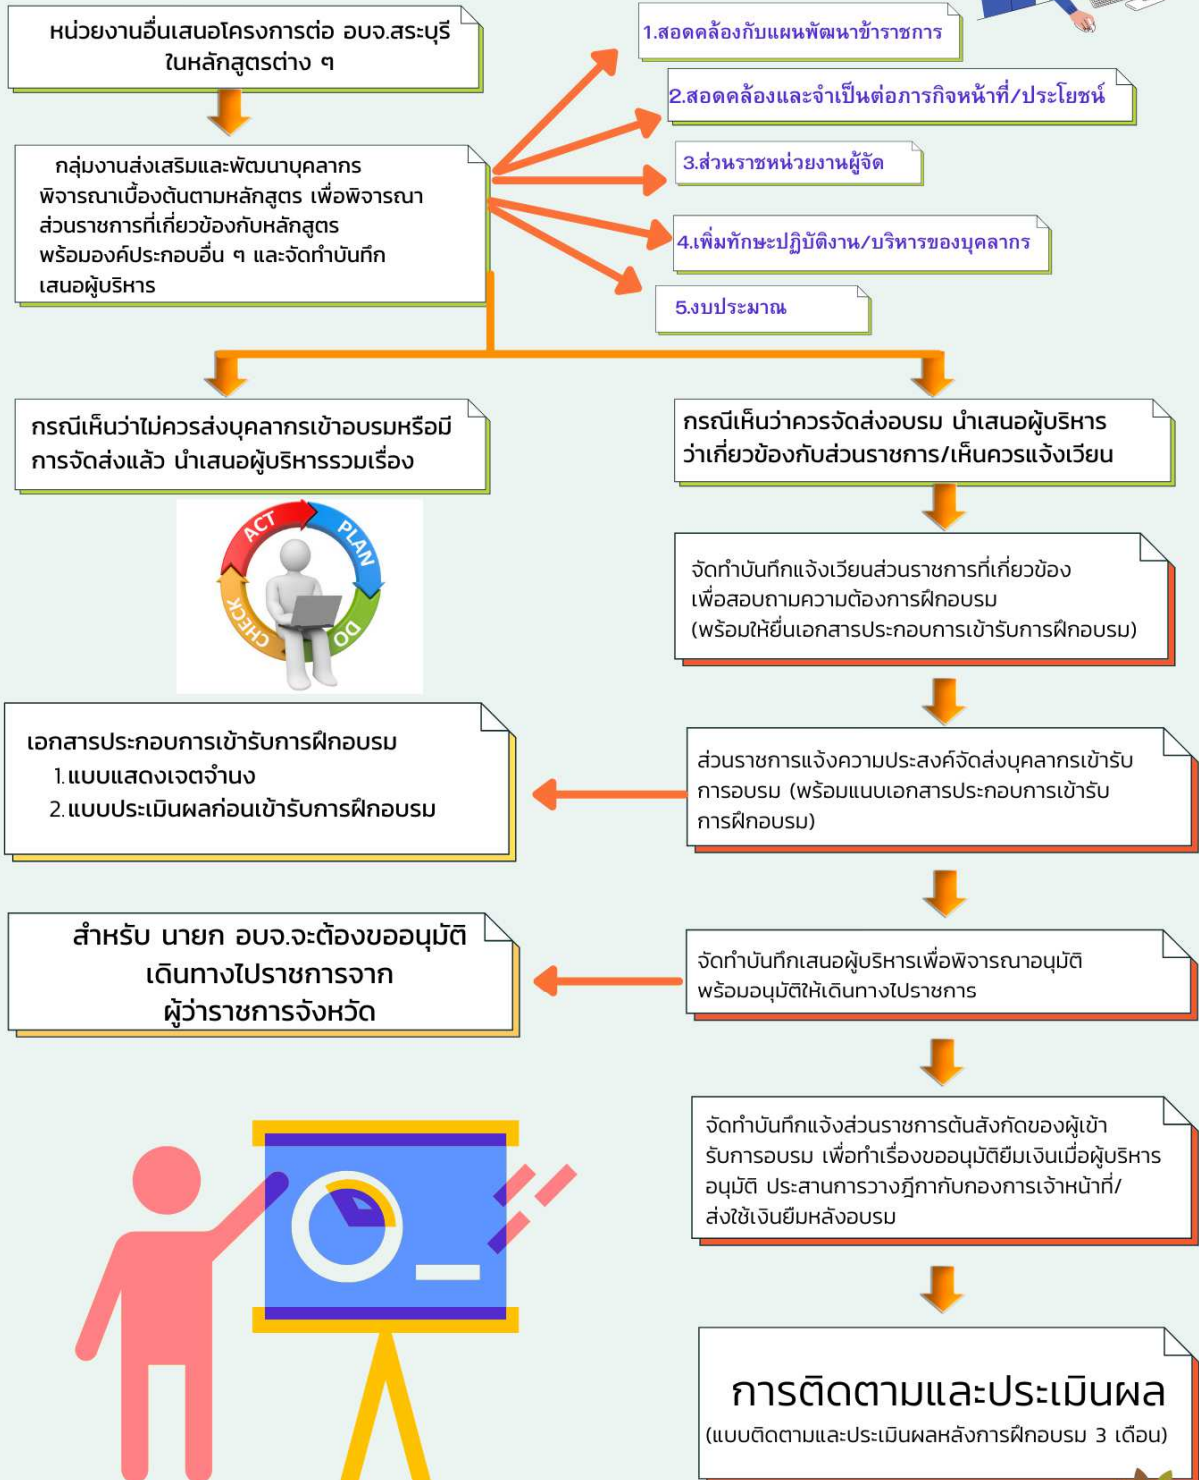 หน่วยงานอื่นเสนอโครงการต่อ อบจ.สระบุรี
ในหลักสูตรต่าง ๆ
1.สอดคล้องกับแผนพัฒนาข้าราชการ
2.สอดคล้องและจำเป็นต่อภารกิจหน้าที่/ประโยชน์
3.ส่วนราชหน่วยงานผู้จัด
4.เพิ่มทักษะปฏิบัติงาน/บริหารของบุคลากร
5.งบประมาณ
กลุ่มงานส่งเสริมและพัฒนาบุคลากร
พิจารณาเบื้องต้นตามหลักสูตร เพื่อพิจารณา
ส่วนราชการที่เกี่ยวข้องกับหลักสูตร
พร้อมองค์ประกอบอื่น ๆ และจัดทำบันทึก
เสนอผู้บริหาร
กรณีเห็นว่าไม่ควรส่งบุคลากรเข้าอบรมหรือมี
การจัดส่งแล้ว นำเสนอผู้บริหารรวมเรื่อง
กรณีเห็นว่าควรจัดส่งอบรม นำเสนอผู้บริหาร
ว่าเกี่ยวข้องกับส่วนราชการ/เห็นควรแจ้งเวียน
ACT
PLAN
DO
CHECK
จัดทำบันทึกแจ้งเวียนส่วนราชการที่เกี่ยวข้อง
เพื่อสอบถามความต้องการฝึกอบรม
(พร้อมให้ยื่นเอกสารประกอบการเข้ารับการฝึกอบรม)
ส่วนราชการแจ้งความประสงค์จัดส่งบุคลากรเข้ารับ
การอบรม (พร้อมแนบเอกสารประกอบการเข้ารับ
การฝึกอบรม)
เอกสารประกอบการเข้ารับการฝึกอบรม
1. แบบแสดงเจตจำนง
2. แบบประเมินผลก่อนเข้ารับการฝึกอบรม
จัดทำบันทึกเสนอผู้บริหารเพื่อพิจารณาอนุมัติ
พร้อมอนุมัติให้เดินทางไปราชการ
สำหรับ นายก อบจ.จะต้องขออนุมัติ
เดินทางไปราชการจาก
ผู้ว่าราชการจังหวัด
จัดทำบันทึกแจ้งส่วนราชการต้นสังกัดของผู้เข้า
รับการอบรม เพื่อทำเรื่องขออนุมัติยืมเงินเมื่อผู้บริหาร
อนุมัติ ประสานการวางฎีกากับกองการเจ้าหน้าที่/
ส่งใช้เงินยืมหลังอบรม
การติดตามและประเมินผล
(แบบติดตามและประเมินผลหลังการฝึกอบรม 3 เดือน)